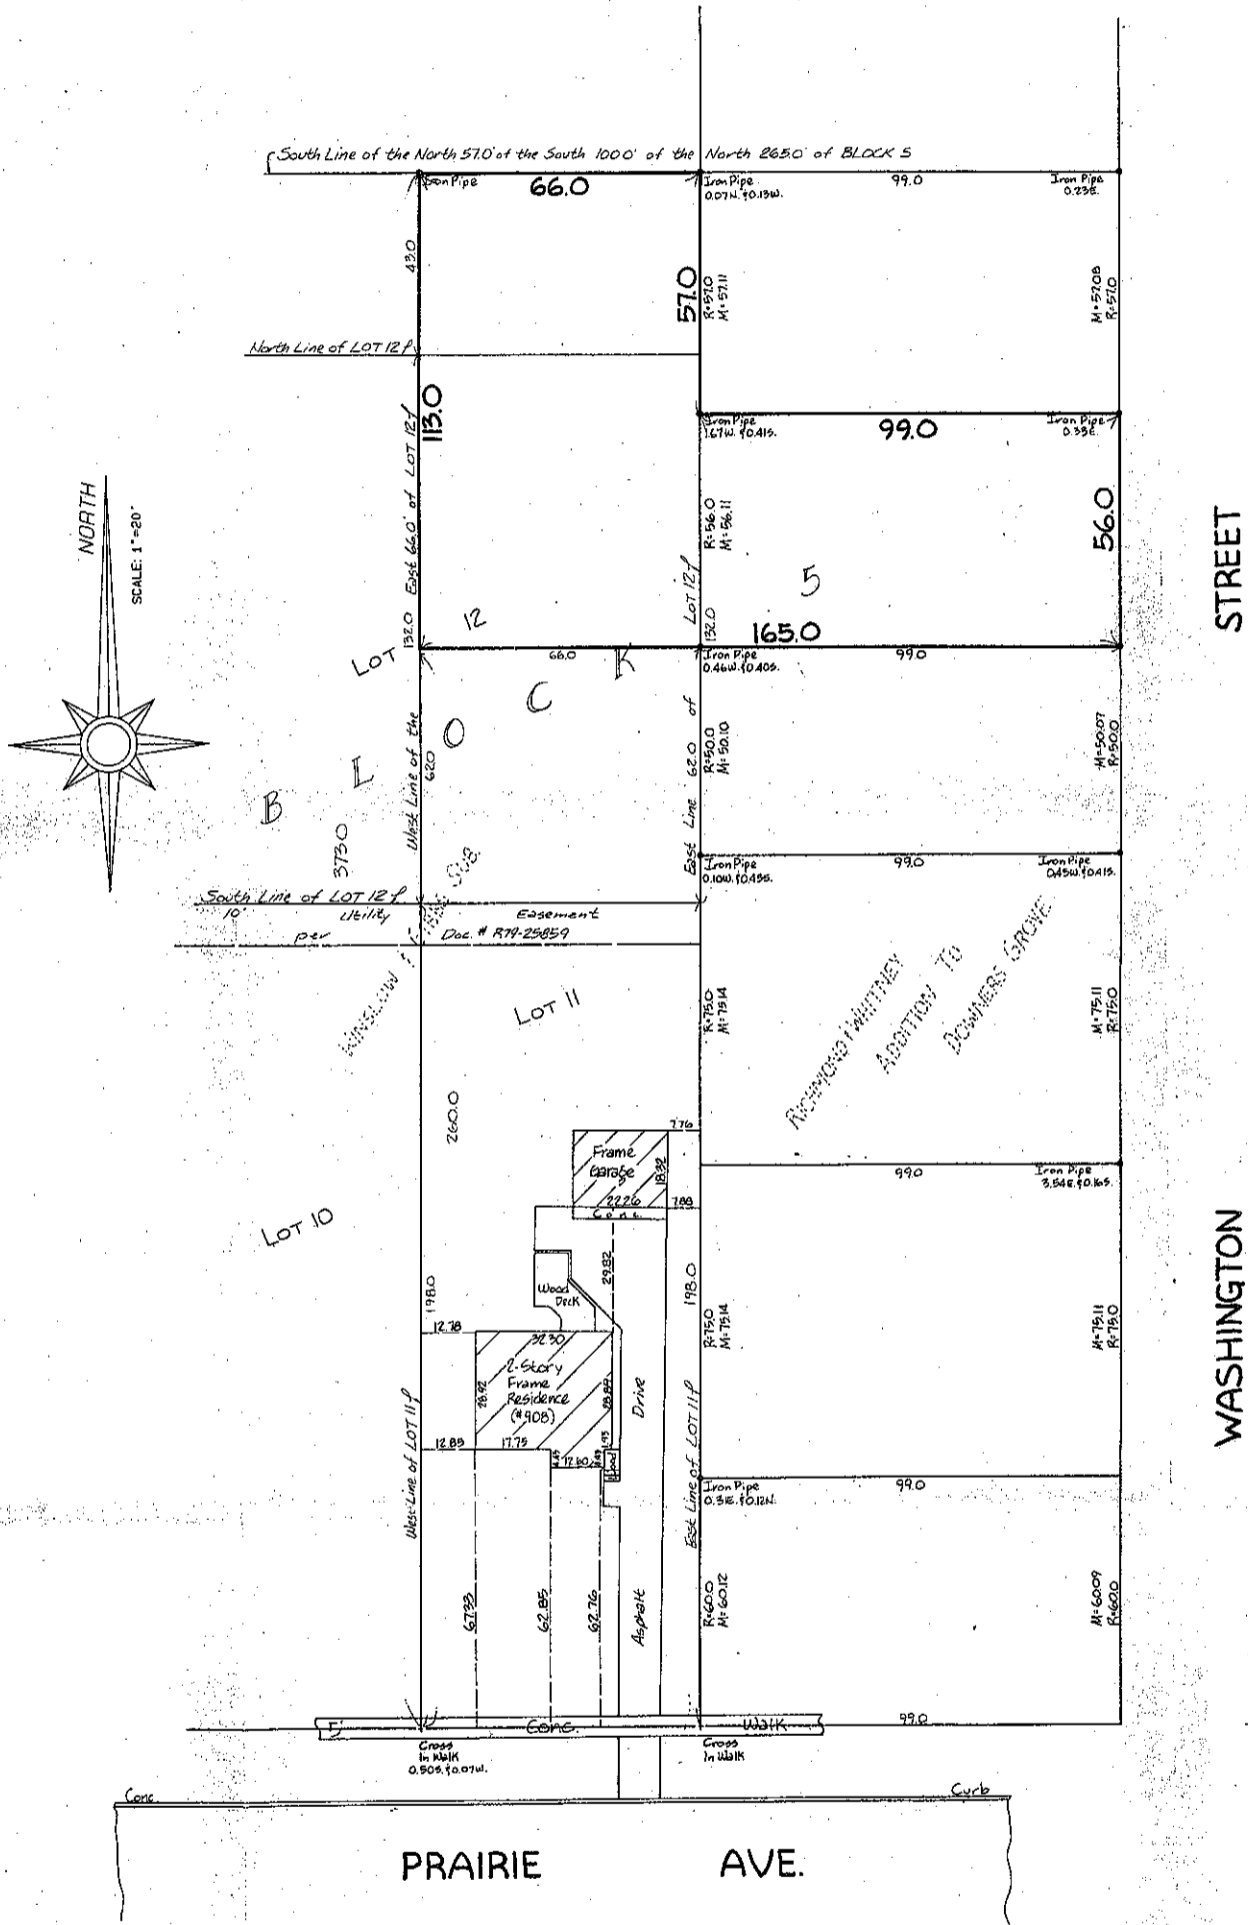 South Line of the North 57.0' of the South 100.0' of the North 265.0' of BLOCK 5
Iron Pipe
66.0
Iron Pipe
0.07N. & 0.13W.
99.0
Iron Pipe
0.23E.
43.0
57.0
R=57.0
M=57.11
M=57.08
R=57.0
North Line of LOT 12
113.0
Iron Pipe
1.67W. & 0.41S.
99.0
Iron Pipe
0.33E.
NORTH
SCALE: 1"=20'
East 66.0' of LOT 12
132.0
R=56.0
M=56.11
56.0
STREET
LOT 12
LOT 12
132.0
165.0
66.0
Iron Pipe
0.46W. & 0.40S.
99.0
BLOCK 5
West Line of the
62.0
East Line 62.0 of
R=50.0
M=50.10
M=50.07
R=50.0
373.0
Iron Pipe
0.10W. & 0.45S.
99.0
Iron Pipe
0.45W. & 0.41S.
South Line of LOT 12
10' Utility Easement
per Doc. # R79-25859
WINSLOW'S SUB.
LOT 11
R=75.0
M=75.14
RICHMOND & WHITNEY
ADDITION TO
DOWNERS GROVE
M=75.11
R=75.0
260.0
7.76
Frame
Garage
18.32
22.26
7.88
Conc.
99.0
Iron Pipe
3.54E. & 0.16S.
LOT 10
198.0
29.82
Wood
Deck
198.0
R=75.0
M=75.14
M=75.11
R=75.0
WASHINGTON
12.78
32.30
2-Story
Frame
Residence
(#908)
28.92
28.89
Drive
West Line of LOT 11
12.85
17.75
4.45
12.60
4.49
1.93
Wood
East Line of LOT 11
Iron Pipe
0.31E. & 0.12N.
99.0
67.33
62.85
62.76
Asphalt
R=60.0
M=60.12
M=60.09
R=60.0
5' Conc. Walk
99.0
Cross
In Walk
0.50S. & 0.07W.
Cross
In Walk
Conc. Curb
PRAIRIE AVE.